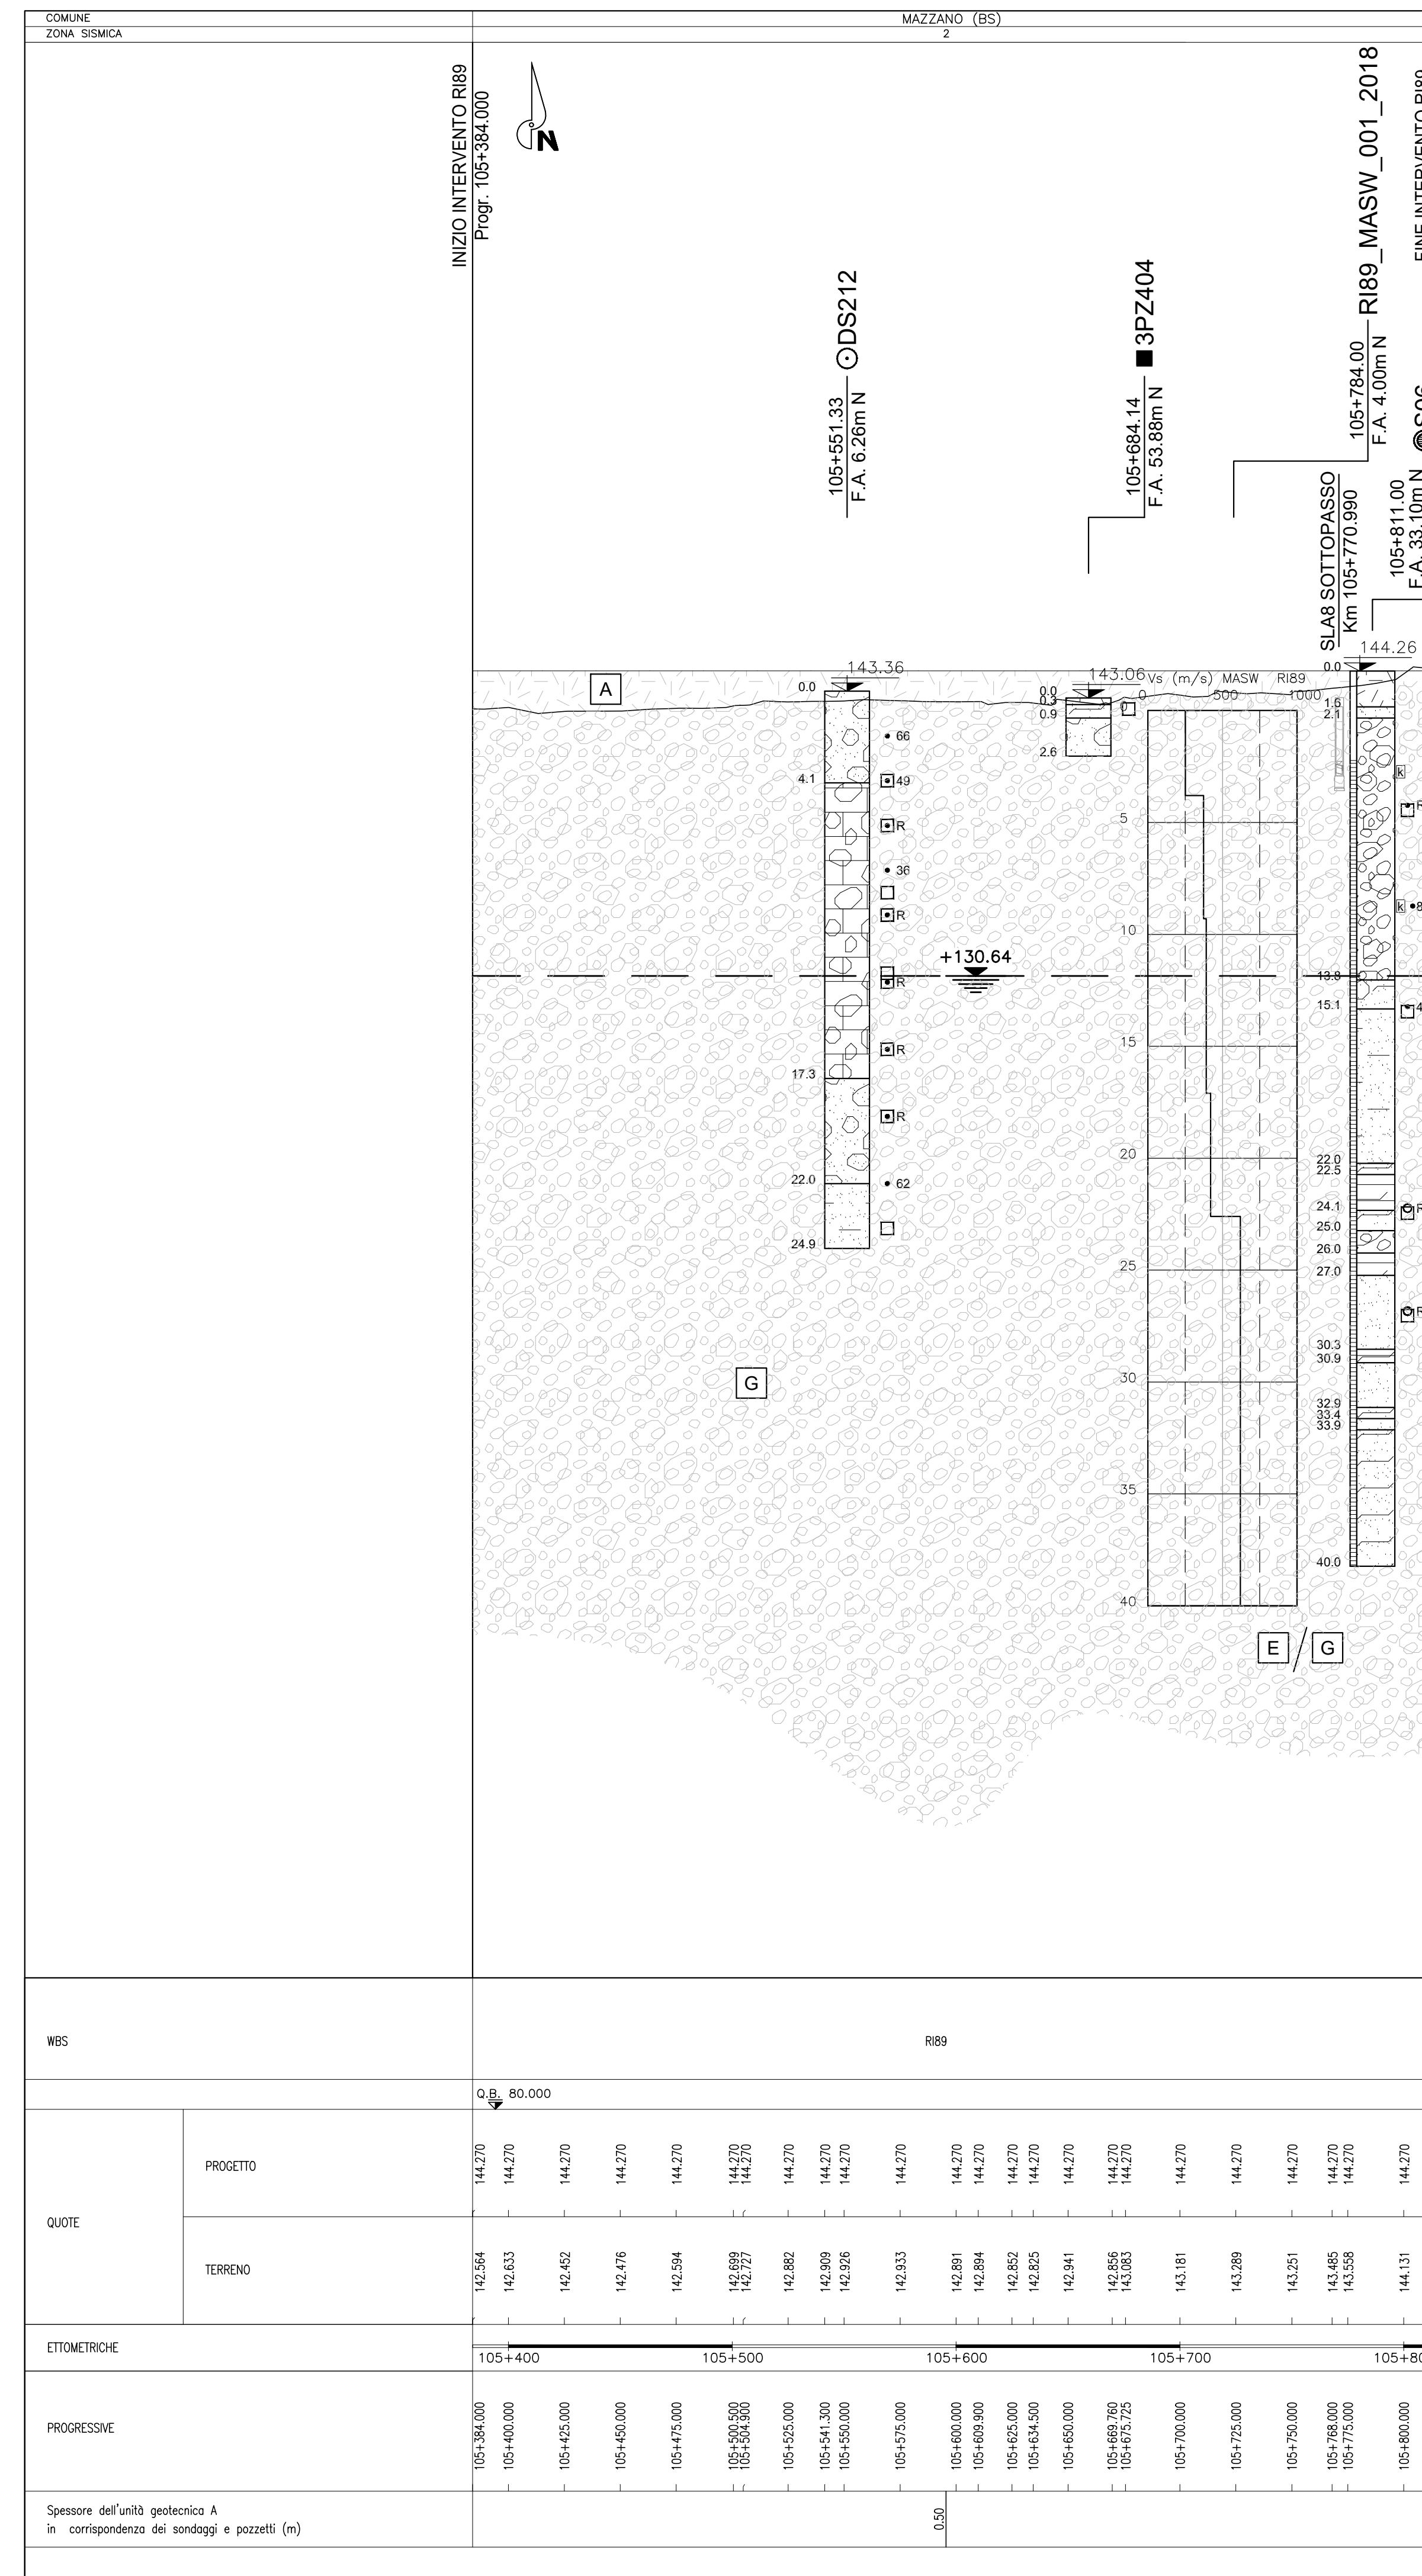 COMUNE
MAZZANO (BS)
ZONA SISMICA
2
INIZIO INTERVENTO RI89
Progr. 105+384.000
N
105+551.33
F.A. 6.26m N
DS212
105+684.14
F.A. 53.88m N
3PZ404
105+784.00
F.A. 4.00m N
RI89_MASW_001_2018
FINE INTERVENTO RI89
SLA8 SOTTOPASSO
Km 105+770.990
105+811.00
F.A. 33.10m N
A
143.36
0.0
66
4.1
49
R
36
R
R
R
17.3
R
22.0
62
24.9
143.06
0.0
0.3
0.9
2.6
Vs (m/s) MASW RI89
0 500 1000
0
5
10
15
20
25
30
35
40
+130.64
144.26
0.0
1.6
2.1
k
k
13.8
15.1
22.0
22.5
24.1
25.0
26.0
27.0
30.3
30.9
32.9
33.4
33.9
40.0
G
E / G
WBS
RI89
Q.B. 80.000
QUOTE
PROGETTO
144.270 144.270 144.270 144.270 144.270 144.270 144.270 144.270 144.270 144.270 144.270 144.270 144.270 144.270 144.270 144.270 144.270 144.270 144.270 144.270 144.270 144.270 144.270 144.270
TERRENO
142.564 142.633 142.452 142.476 142.594 142.699 142.727 142.882 142.909 142.926 142.933 142.891 142.894 142.852 142.825 142.941 142.856 143.083 143.181 143.289 143.251 143.485 143.558 144.131
ETTOMETRICHE
105+400 105+500 105+600 105+700 105+80
PROGRESSIVE
105+384.000 105+400.000 105+425.000 105+450.000 105+475.000 105+500.500 105+504.900 105+525.000 105+541.300 105+550.000 105+575.000 105+600.000 105+609.900 105+625.000 105+634.500 105+650.000 105+669.760 105+675.725 105+700.000 105+725.000 105+750.000 105+768.000 105+775.000 105+800.000
Spessore dell'unità geotecnica A
in corrispondenza dei sondaggi e pozzetti (m)
0.50